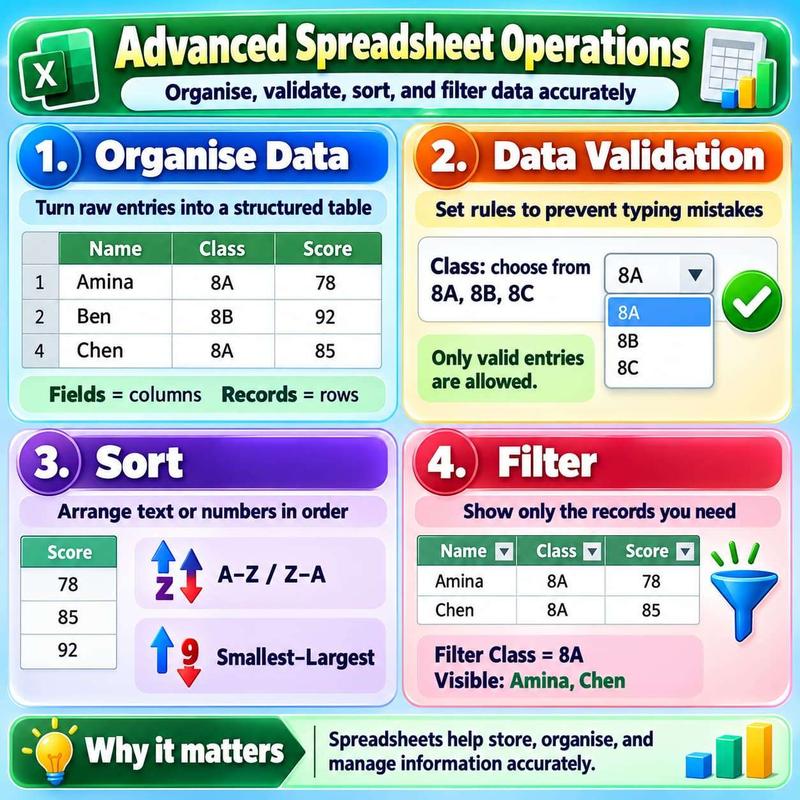 X
Advanced Spreadsheet Operations
Organise, validate, sort, and filter data accurately
1. Organise Data
Turn raw entries into a structured table
Name Class Score
1 Amina 8A 78
2 Ben 8B 92
4 Chen 8A 85
Fields = columns Records = rows
2. Data Validation
Set rules to prevent typing mistakes
Class: choose from
8A, 8B, 8C
8A
8A
8B
8C
Only valid entries
are allowed.
3. Sort
Arrange text or numbers in order
Score
78
85
92
Z
A–Z / Z–A
9
Smallest–Largest
4. Filter
Show only the records you need
Name Class Score
Amina 8A 78
Chen 8A 85
Filter Class = 8A
Visible: Amina, Chen
Why it matters
Spreadsheets help store, organise, and
manage information accurately.